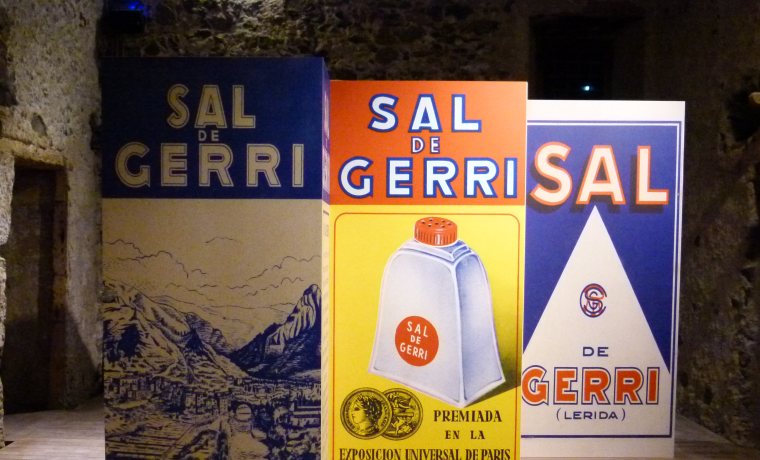 SAL
DE
GERRI
SAL
DE
GERRI
SAL
DE
GERRI
PREMIADA
EN LA
EXPOSICION UNIVERSAL DE PARIS
SAL
DE
GERRI
(LERIDA)